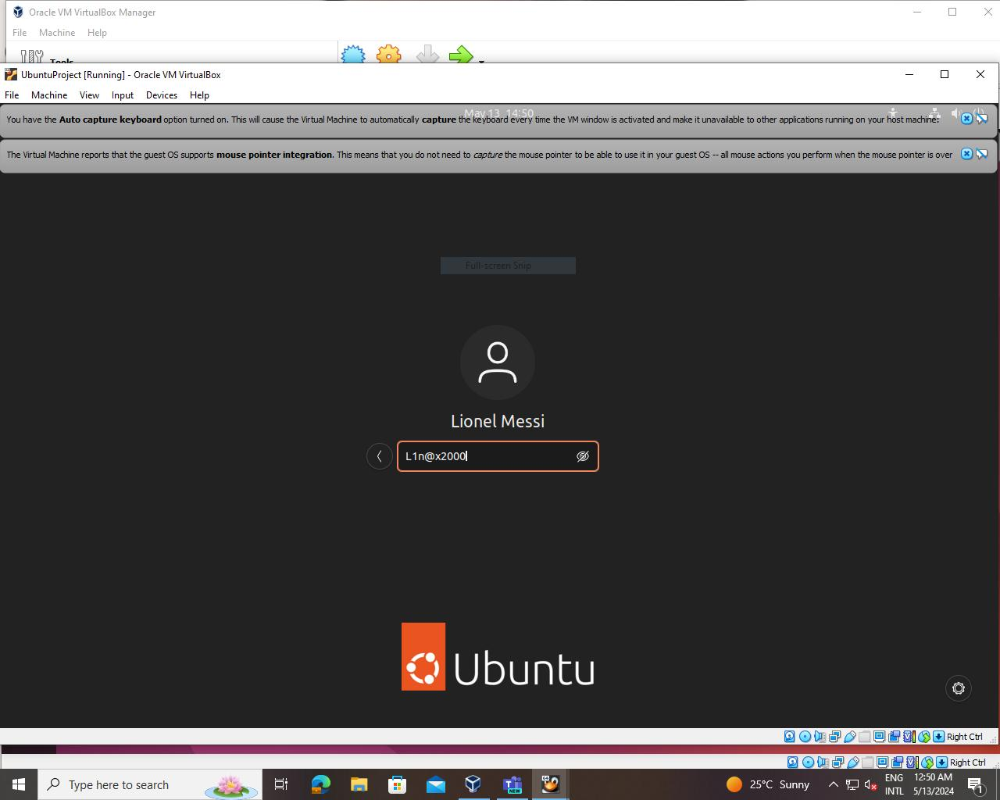 Oracle VM VirtualBox Manager
File Machine Help
Tools
UbuntuProject [Running] - Oracle VM VirtualBox
File Machine View Input Devices Help
May 13 14:50
You have the Auto capture keyboard option turned on. This will cause the Virtual Machine to automatically capture the keyboard every time the VM window is activated and make it unavailable to other applications running on your host machine:
The Virtual Machine reports that the guest OS supports mouse pointer integration. This means that you do not need to capture the mouse pointer to be able to use it in your guest OS -- all mouse actions you perform when the mouse pointer is over
Full-screen Snip
Lionel Messi
L1n@x2000
Ubuntu
Right Ctrl
Right Ctrl
Type here to search
NEW
64
25°C Sunny
ENG
INTL
12:50 AM
5/13/2024
1